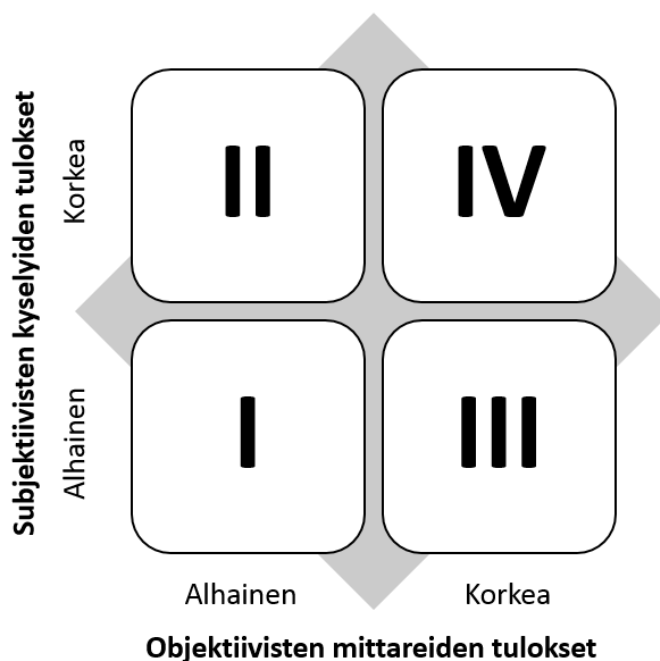 Subjektiivisten kyselyiden tulokset
Korkea
II
IV
Alhainen
I
III
Alhainen
Korkea
Objektiivisten mittareiden tulokset